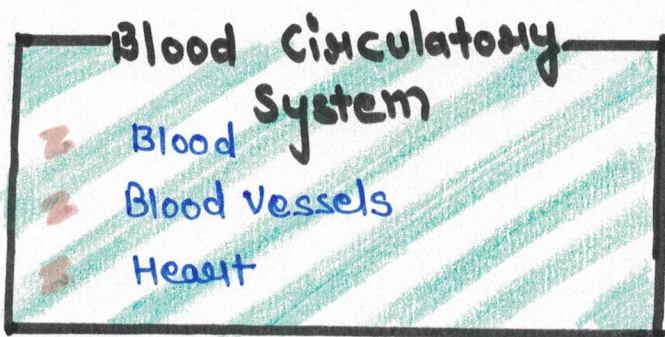 Blood Circulatory
System
Blood
Blood Vessels
Heart